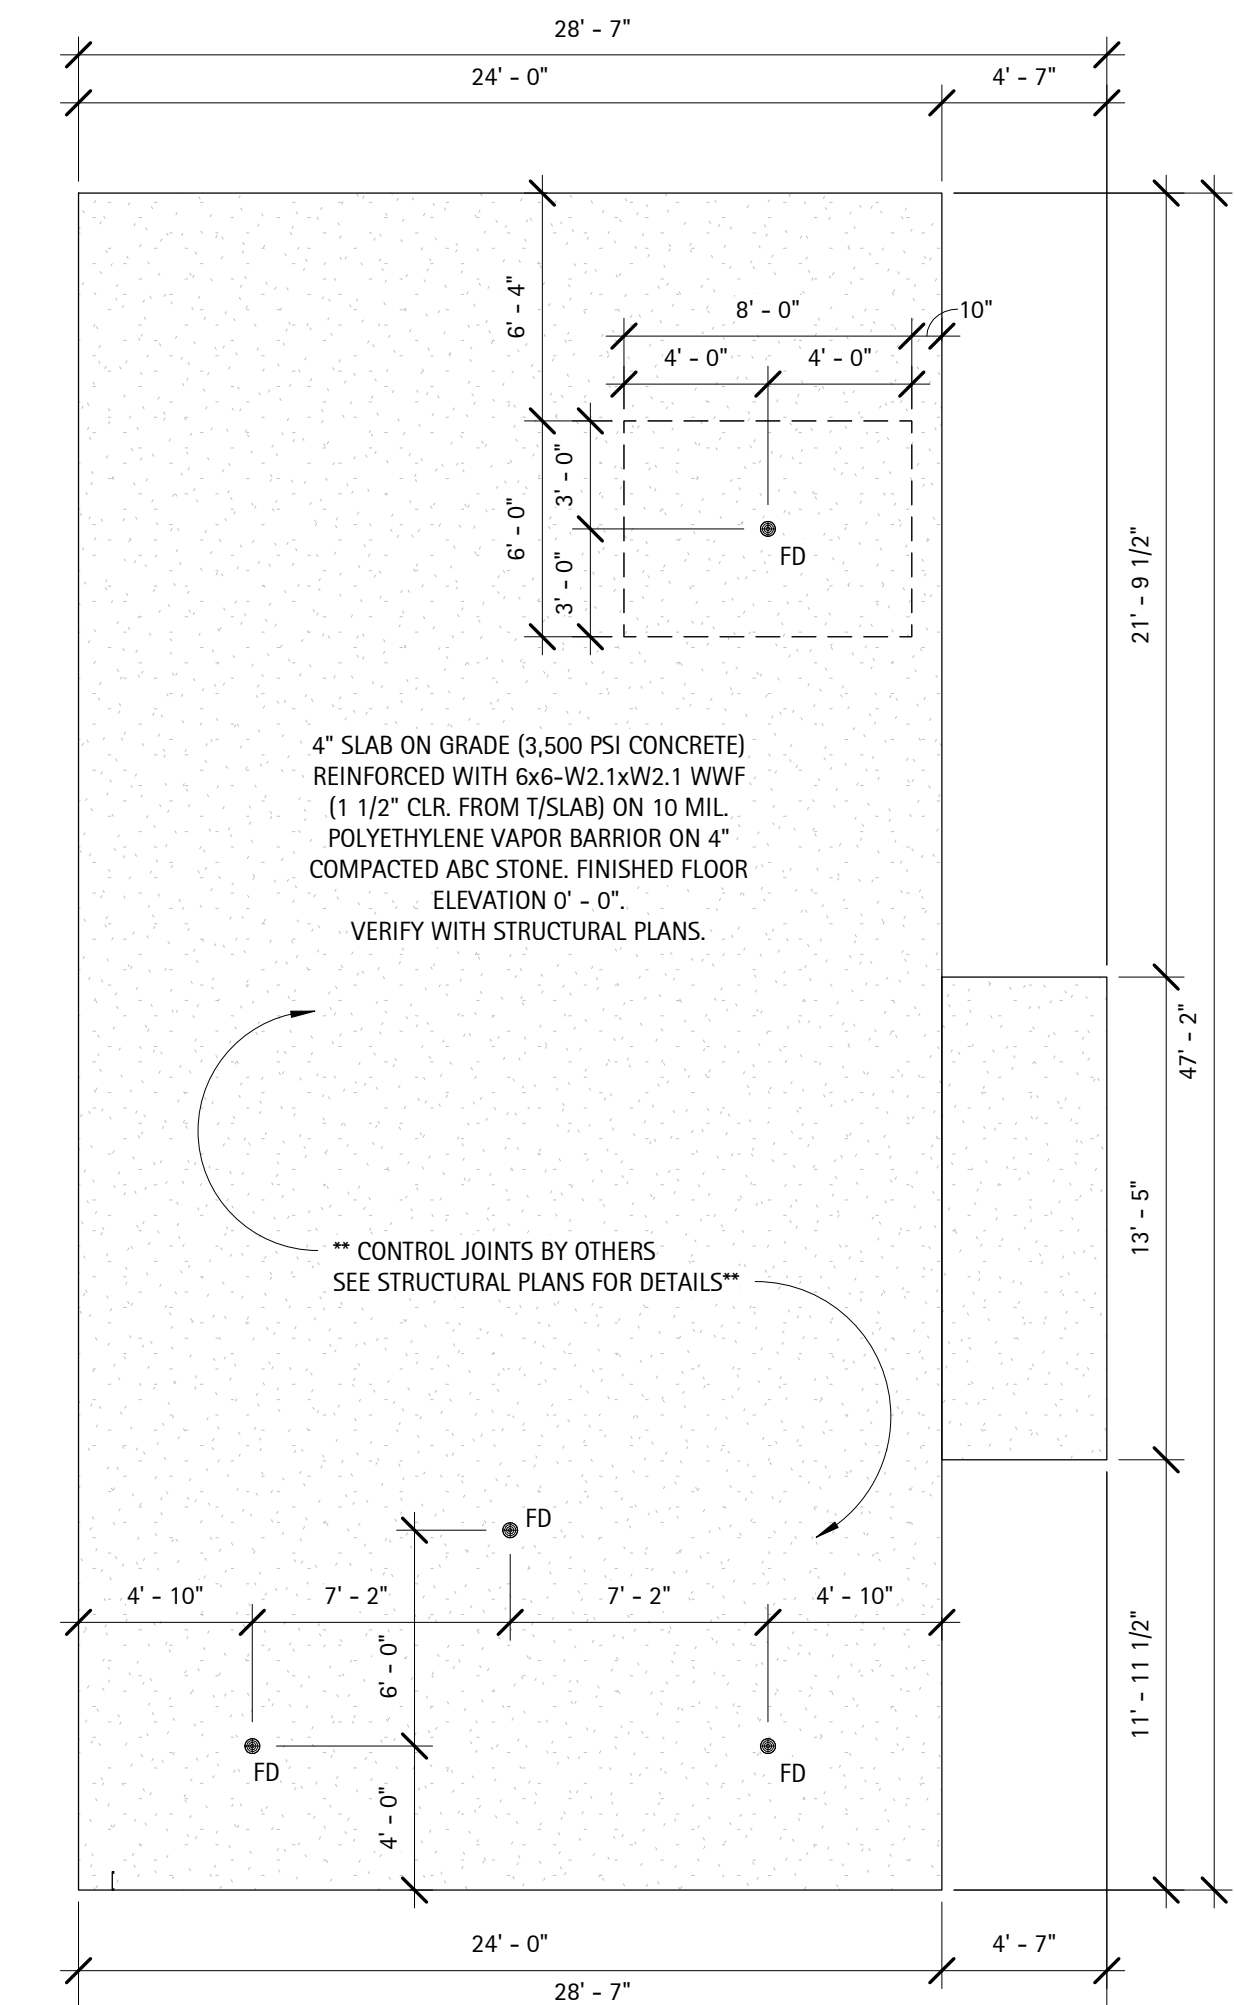 28' - 7"
24' - 0"
4' - 7"
6' - 4"
8' - 0"
10"
4' - 0"
4' - 0"
3' - 0"
6' - 0"
3' - 0"
FD
21' - 9 1/2"
4" SLAB ON GRADE (3,500 PSI CONCRETE)
REINFORCED WITH 6x6-W2.1xW2.1 WWF
(1 1/2" CLR. FROM T/SLAB) ON 10 MIL.
POLYETHYLENE VAPOR BARRIER ON 4"
COMPACTED ABC STONE. FINISHED FLOOR
ELEVATION 0' - 0".
VERIFY WITH STRUCTURAL PLANS.
47' - 2"
13' - 5"
** CONTROL JOINTS BY OTHERS
SEE STRUCTURAL PLANS FOR DETAILS**
FD
4' - 10"
7' - 2"
7' - 2"
4' - 10"
6' - 0"
11' - 11 1/2"
FD
FD
4' - 0"
24' - 0"
4' - 7"
28' - 7"